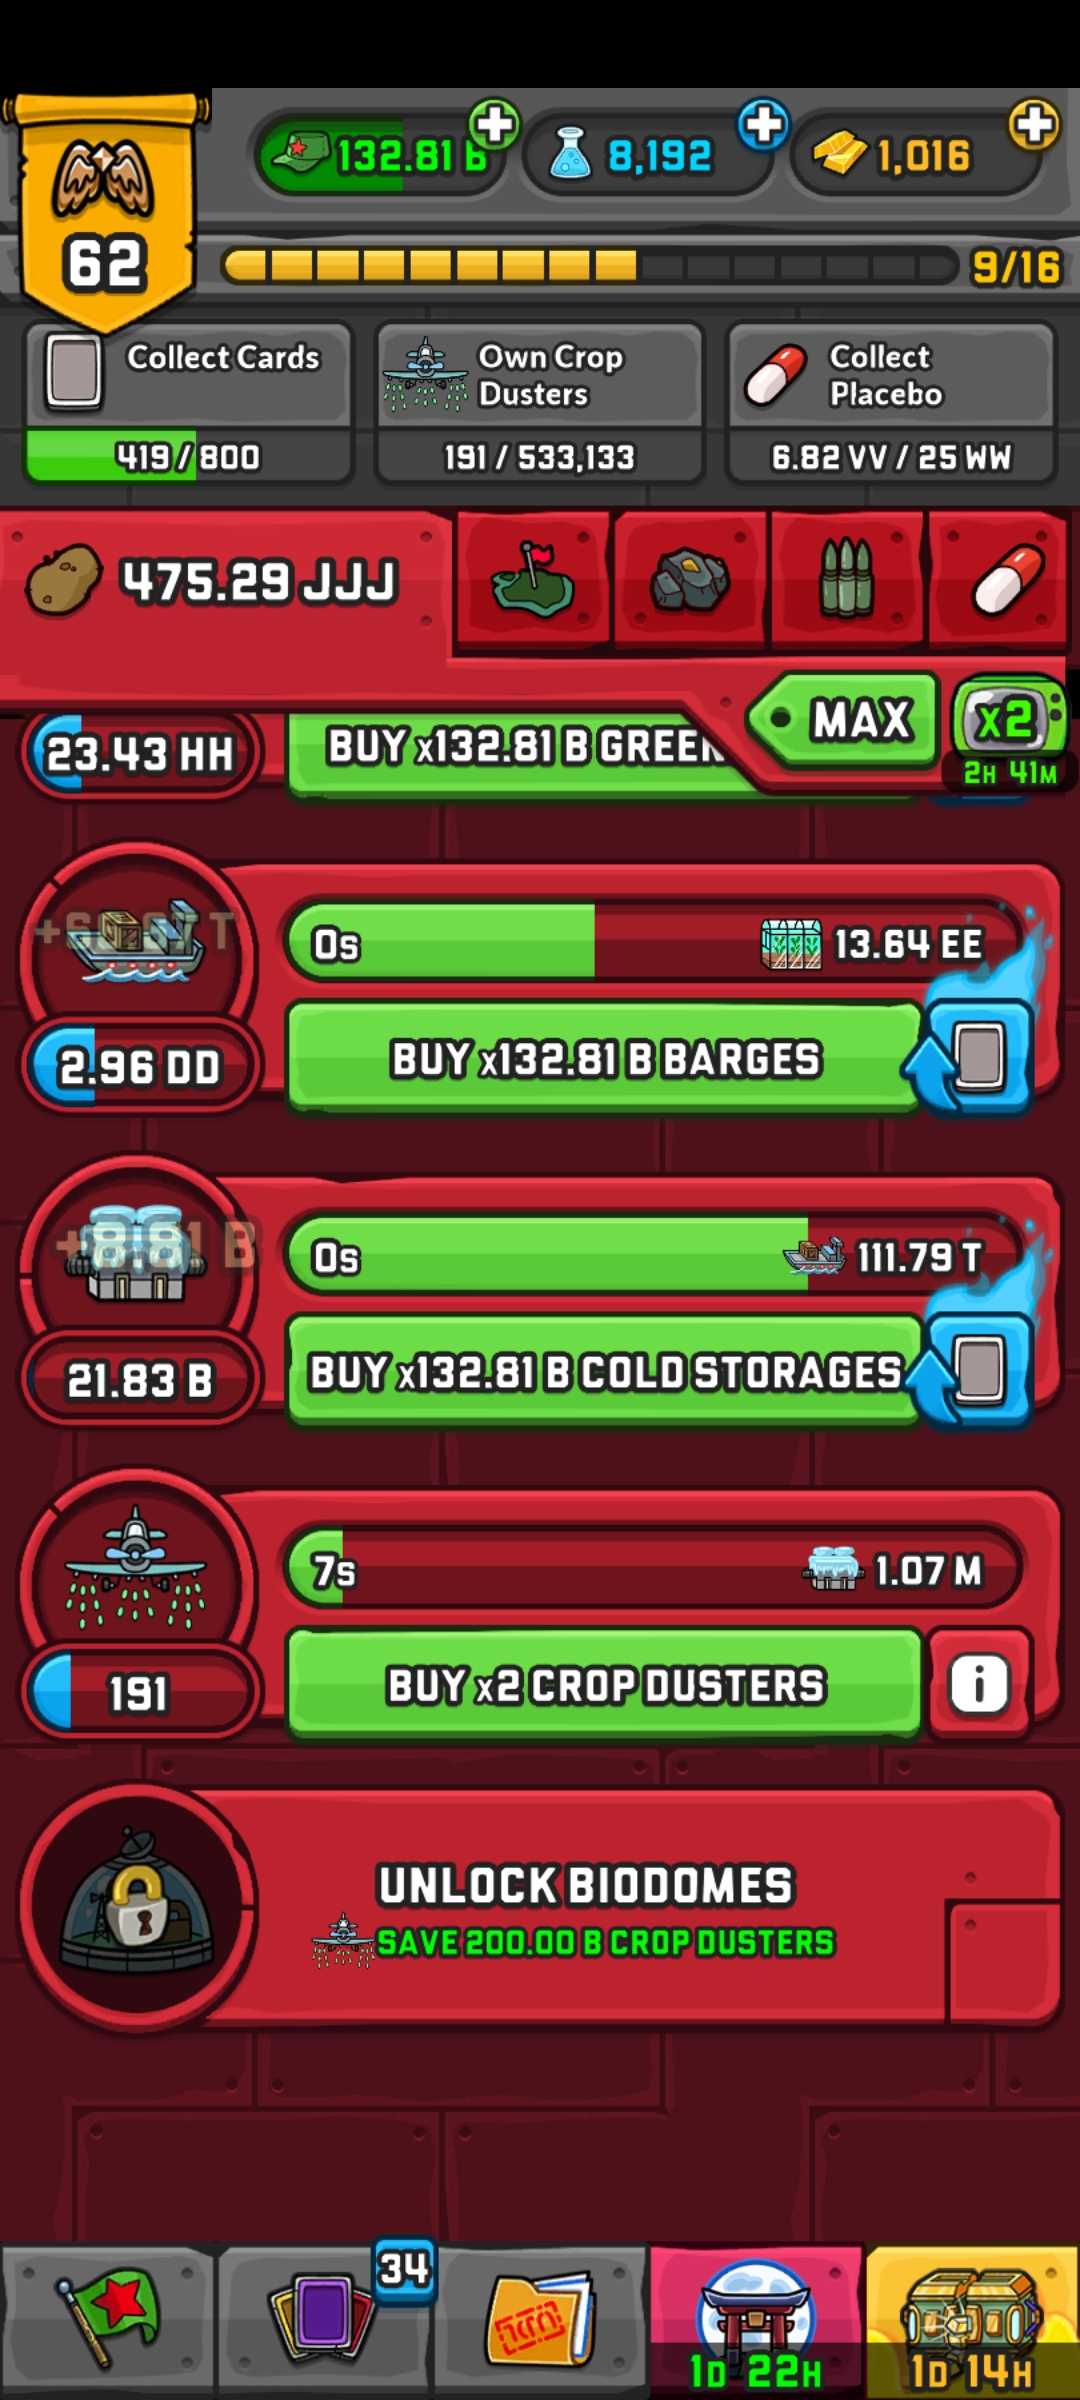 132.81 B
8,192
1,016
62
9/16
Collect Cards
419 / 800
Own Crop
Dusters
191 / 533,133
Collect
Placebo
6.82 VV / 25 WW
475.29 JJJ
MAX
x2
2H 41M
23.43 HH
BUY x132.81 B GREEN
0s
13.64 EE
2.96 DD
BUY x132.81 B BARGES
+8.81 B
0s
111.79 T
21.83 B
BUY x132.81 B COLD STORAGES
7s
1.07 M
191
BUY x2 CROP DUSTERS
i
UNLOCK BIODOMES
SAVE 200.00 B CROP DUSTERS
34
1D 22H
1D 14H